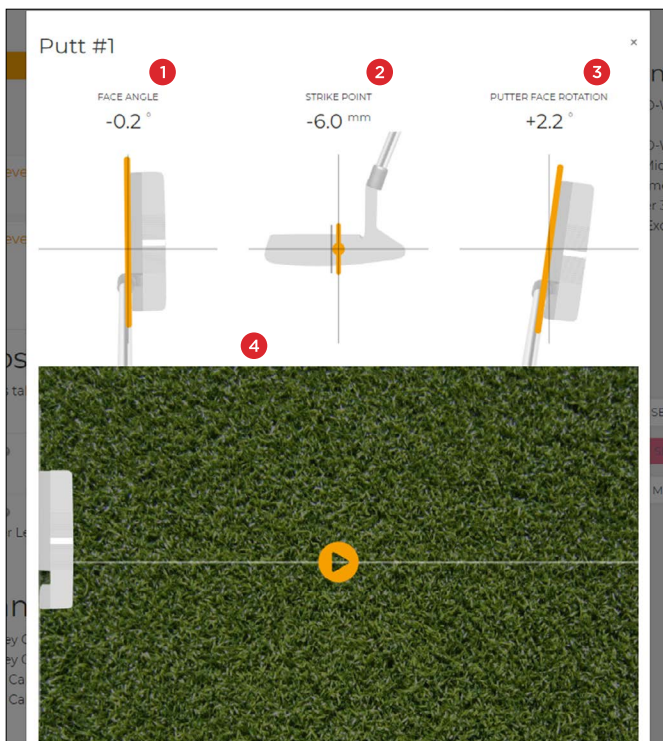 Putt #1
×
1
2
3
FACE ANGLE
STRIKE POINT
PUTTER FACE ROTATION
-0.2 °
-6.0 mm
+2.2 °
4